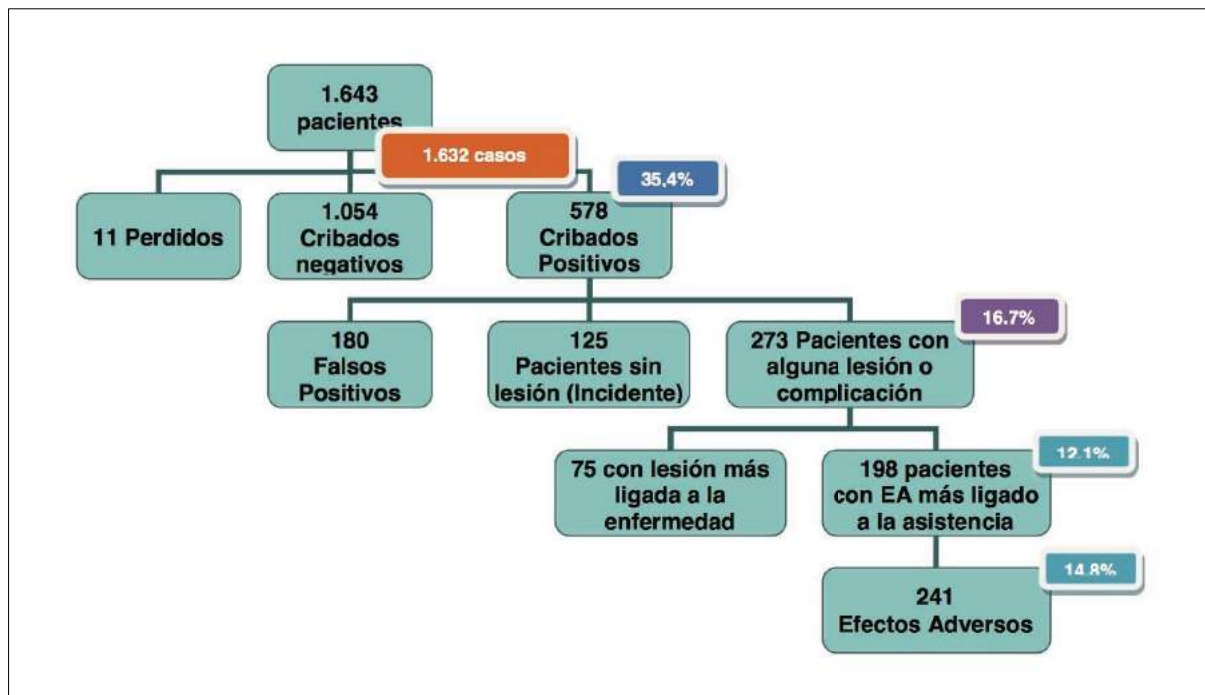 1.643
pacientes
1.632 casos
35,4%
11 Perdidos
1.054
Cribados
negativos
578
Cribados
Positivos
16.7%
180
Falsos
Positivos
125
Pacientes sin
lesión (Incidente)
273 Pacientes con
alguna lesión o
complicación
12.1%
75 con lesión más
ligada a la
enfermedad
198 pacientes
con EA más ligado
a la asistencia
14.8%
241
Efectos Adversos